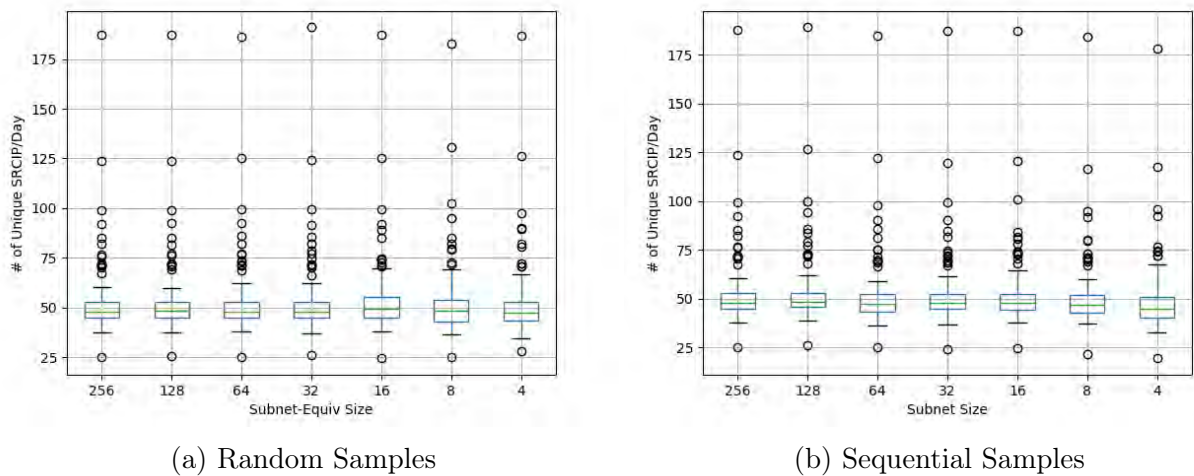 # of Unique SRCIP/Day
175
150
125
100
75
50
25
256 128 64 32 16 8 4
Subnet-Equiv Size
(a) Random Samples
# of Unique SRCIP/Day
175
150
125
100
75
50
25
256 128 64 32 16 8 4
Subnet Size
(b) Sequential Samples